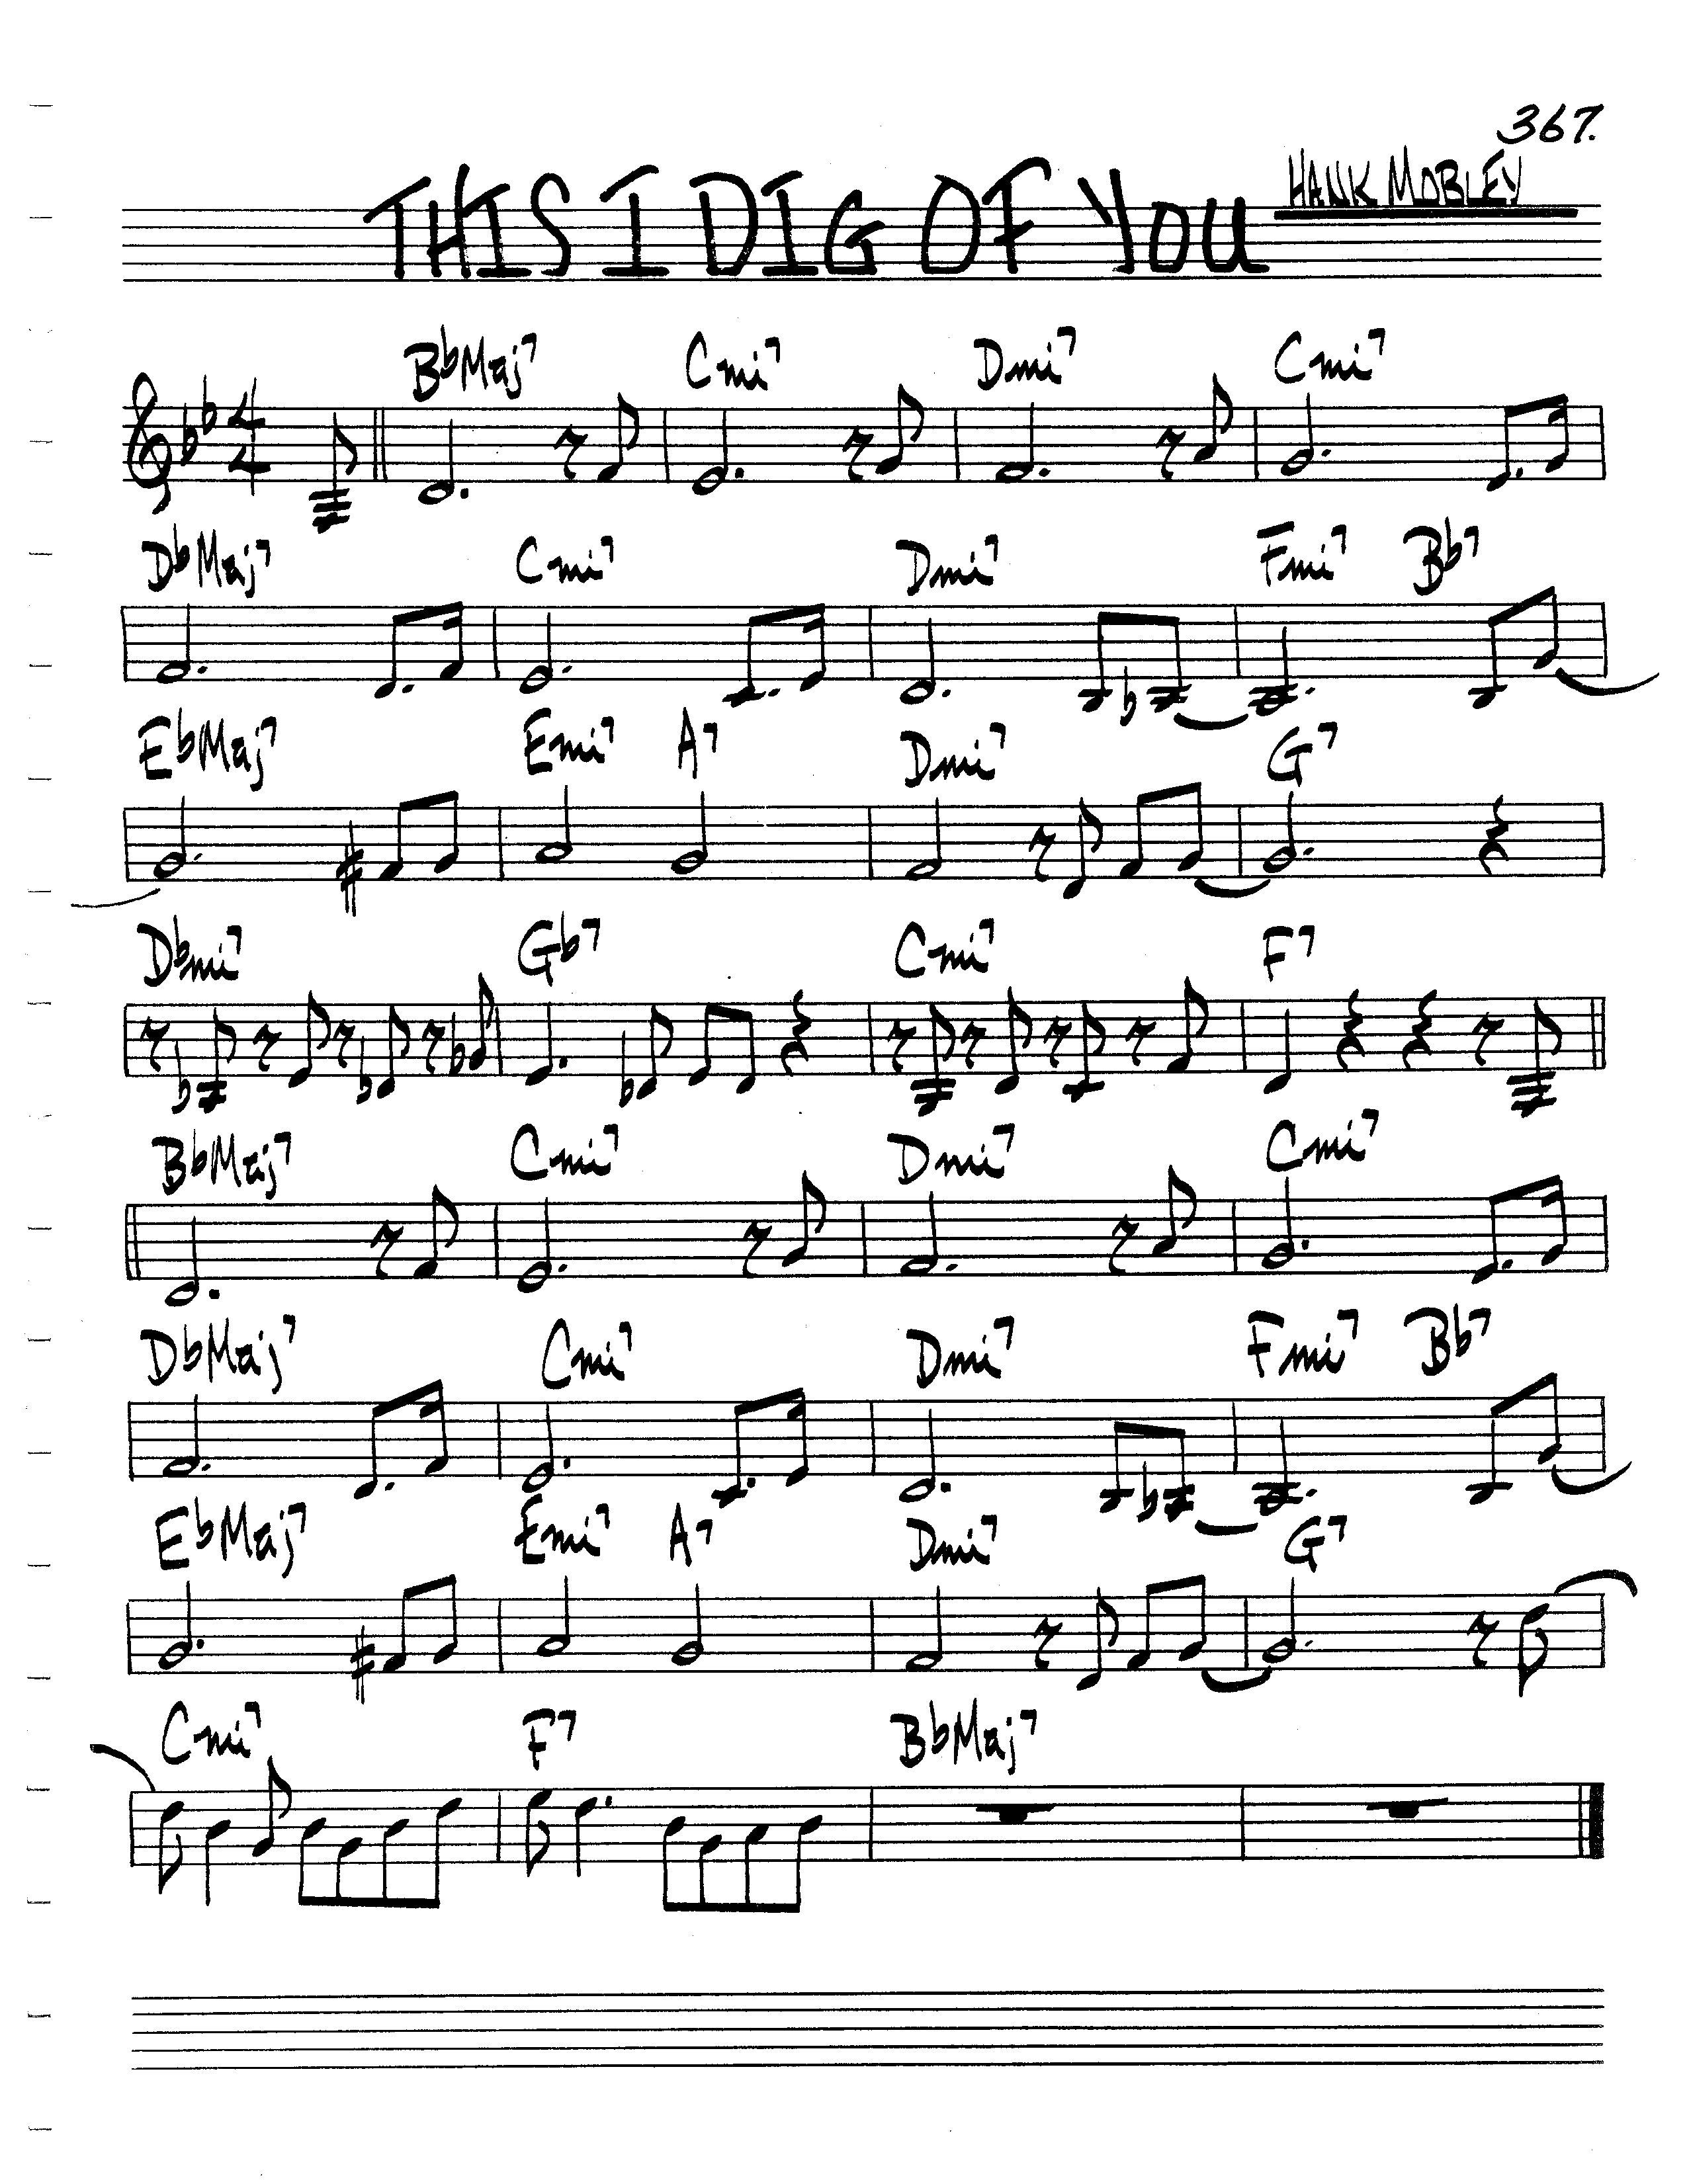 367.
THIS I DIG OF YOU HANK MOBLEY
BbMaj7 Cmi7 Dmi7 Cmi7
4
4
DbMaj7 Cmi7 Dmi7 Fmi7 Bb7
EbMaj7 Emi7 A7 Dmi7 G7
Dbmi7 Gb7 Cmi7 F7
BbMaj7 Cmi7 Dmi7 Cmi7
DbMaj7 Cmi7 Dmi7 Fmi7 Bb7
EbMaj7 Emi7 A7 Dmi7 G7
Cmi7 F7 BbMaj7